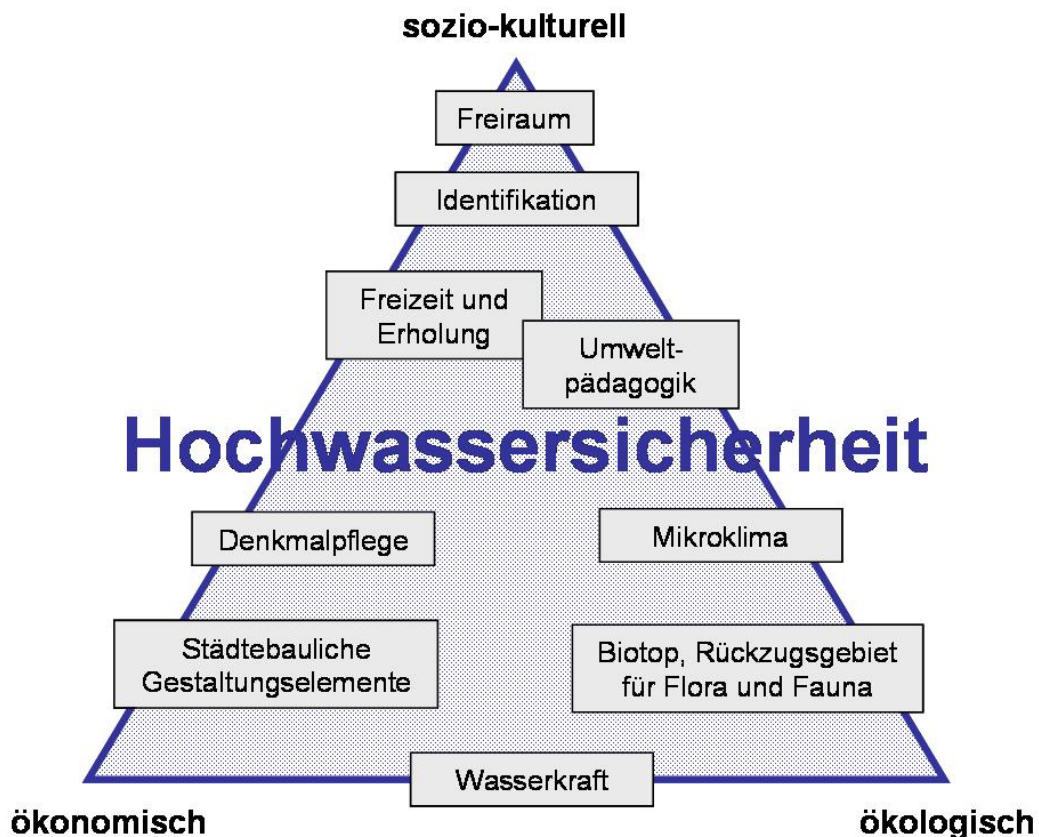 sozio-kulturell
Freiraum
Identifikation
Freizeit und
Erholung
Umwelt-
pädagogik
Hochwassersicherheit
Denkmalpflege
Mikroklima
Städtebauliche
Gestaltungselemente
Biotop, Rückzugsgebiet
für Flora und Fauna
Wasserkraft
ökonomisch
ökologisch